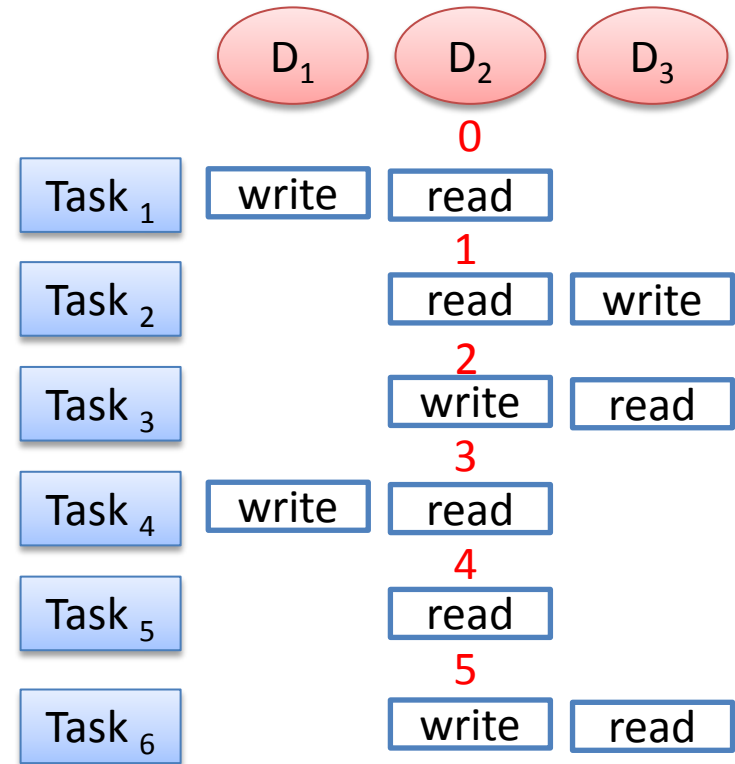 D₁ D₂ D₃
0
Task ₁ write read
1
Task ₂ read write
2
Task ₃ write read
3
Task ₄ write read
4
Task ₅ read
5
Task ₆ write read